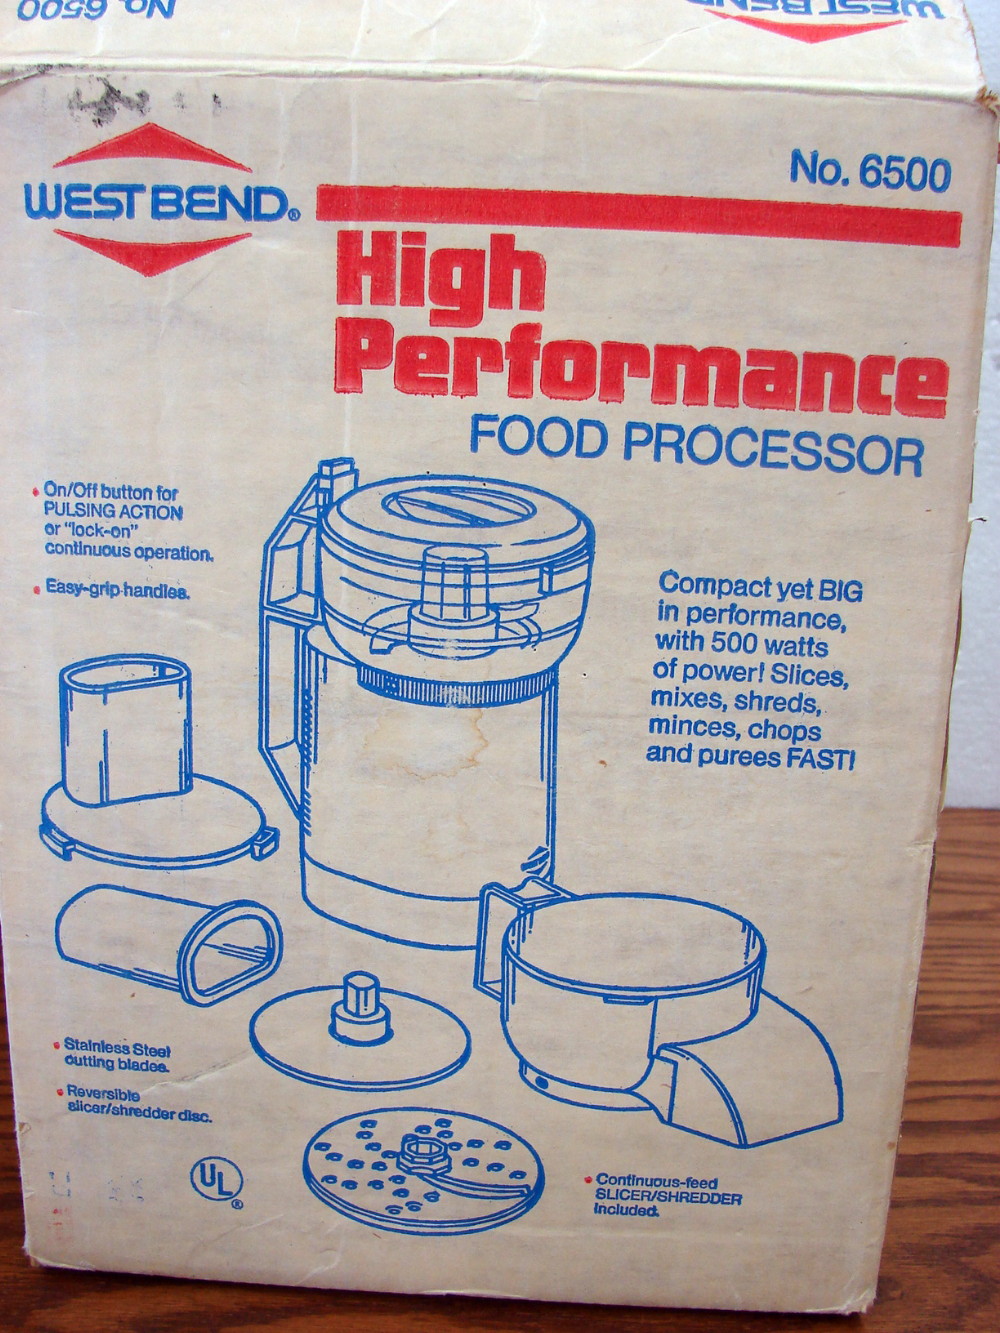 No. 6500
WEST BEND
No. 6500
WEST BEND®
High
Performance
FOOD PROCESSOR
• On/Off button for
PULSING ACTION
or "lock-on"
continuous operation.
• Easy-grip handles.
Compact yet BIG
in performance,
with 500 watts
of power! Slices,
mixes, shreds,
minces, chops
and purees FAST!
• Stainless Steel
cutting blades.
• Reversible
slicer/shredder disc.
UL®
• Continuous-feed
SLICER/SHREDDER
included.